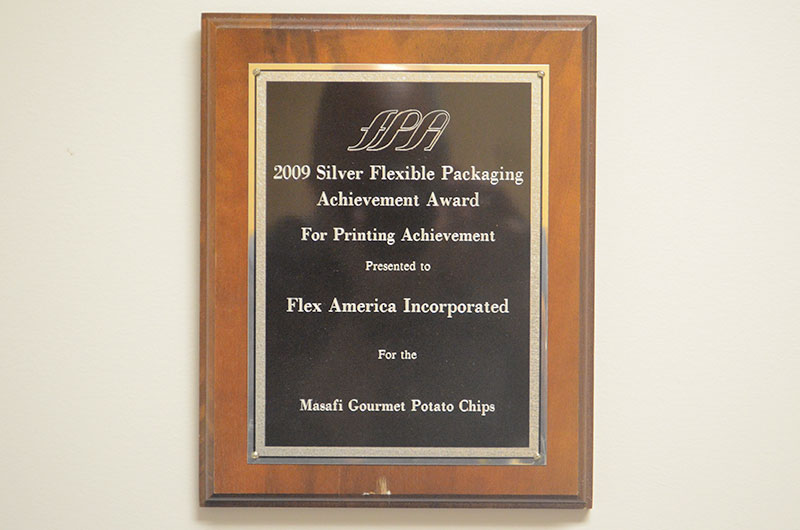 FPA
2009 Silver Flexible Packaging
Achievement Award
For Printing Achievement
Presented to
Flex America Incorporated
For the
Masafi Gourmet Potato Chips